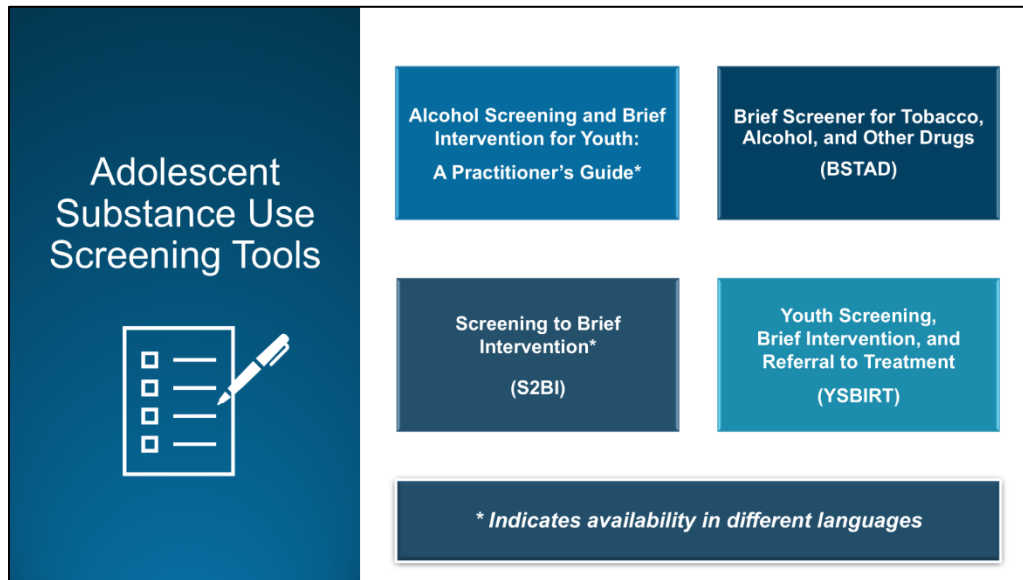 Adolescent
Substance Use
Screening Tools
Alcohol Screening and Brief
Intervention for Youth:
A Practitioner’s Guide*
Brief Screener for Tobacco,
Alcohol, and Other Drugs
(BSTAD)
Screening to Brief
Intervention*
(S2BI)
Youth Screening,
Brief Intervention, and
Referral to Treatment
(YSBIRT)
* Indicates availability in different languages